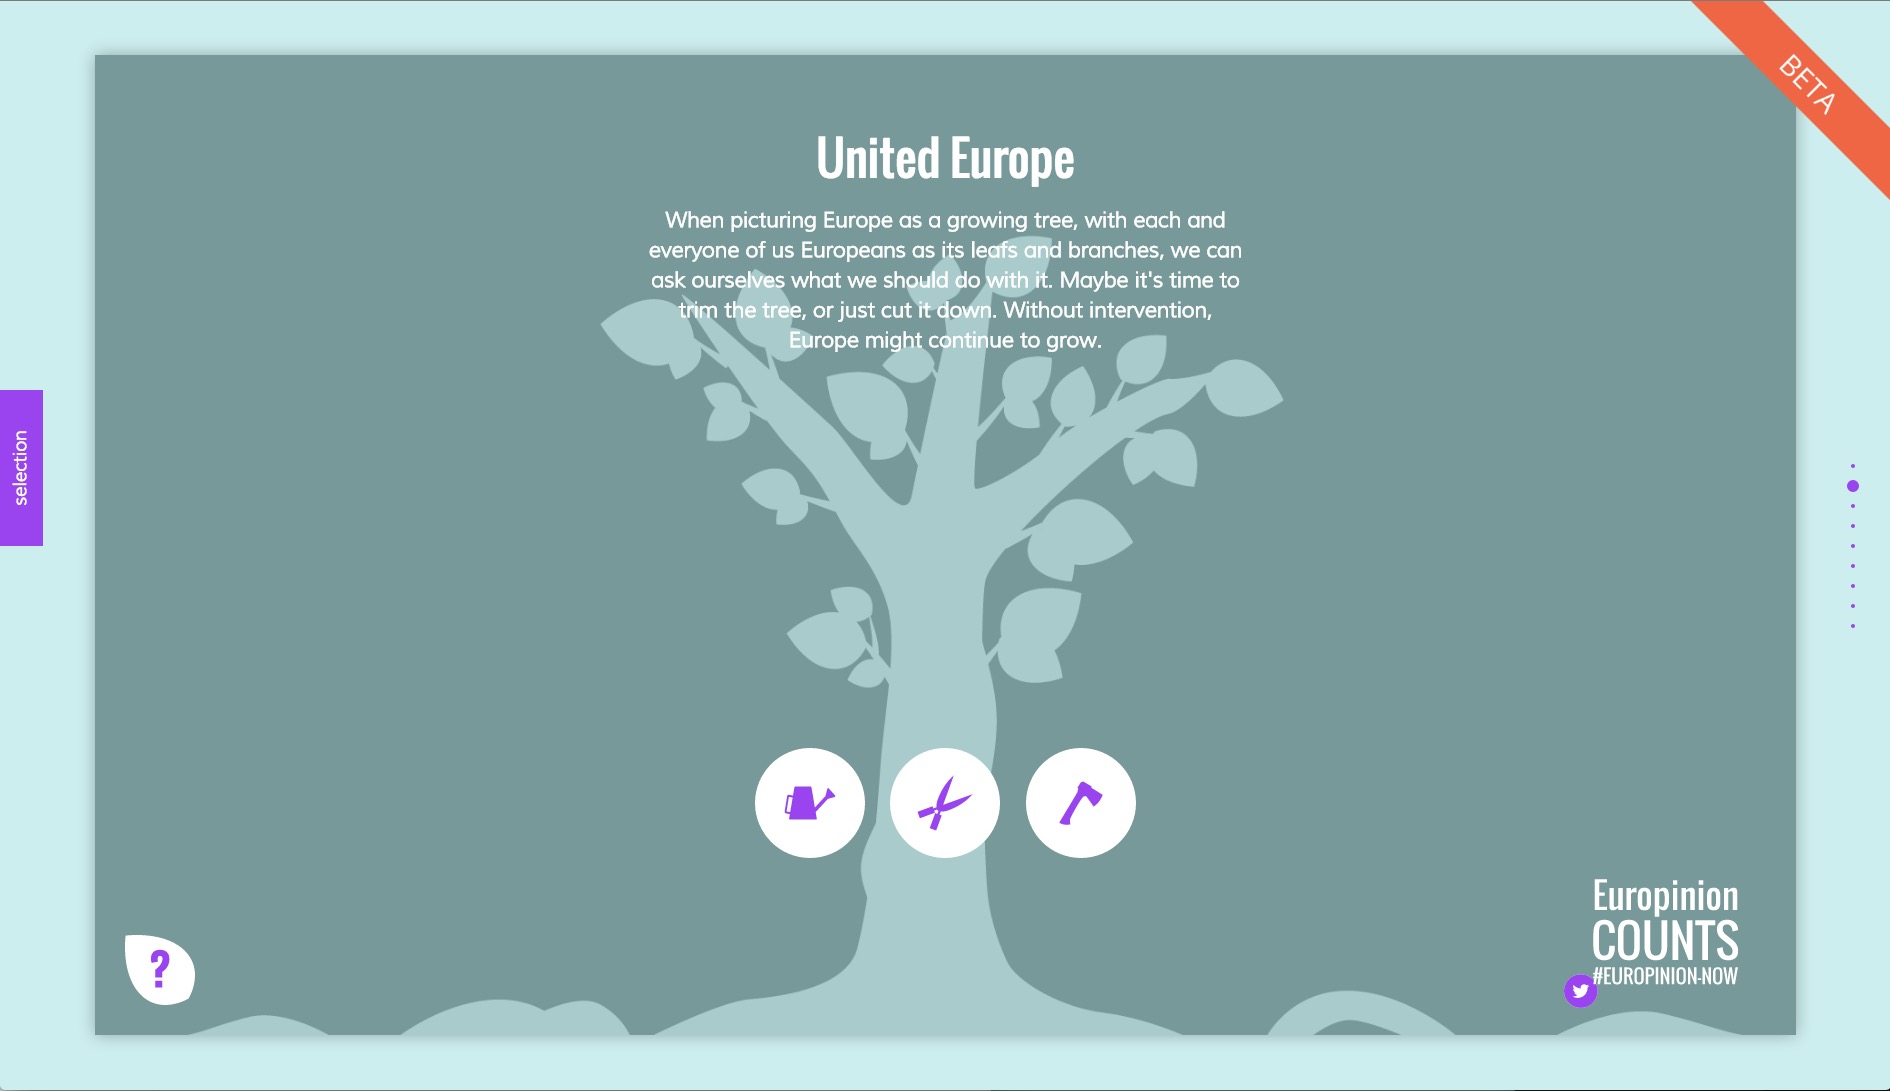 BETA
United Europe
When picturing Europe as a growing tree, with each and
everyone of us Europeans as its leafs and branches, we can
ask ourselves what we should do with it. Maybe it's time to
trim the tree, or just cut it down. Without intervention,
Europe might continue to grow.
selection
?
Europinion
COUNTS
#EUROPINION-NOW